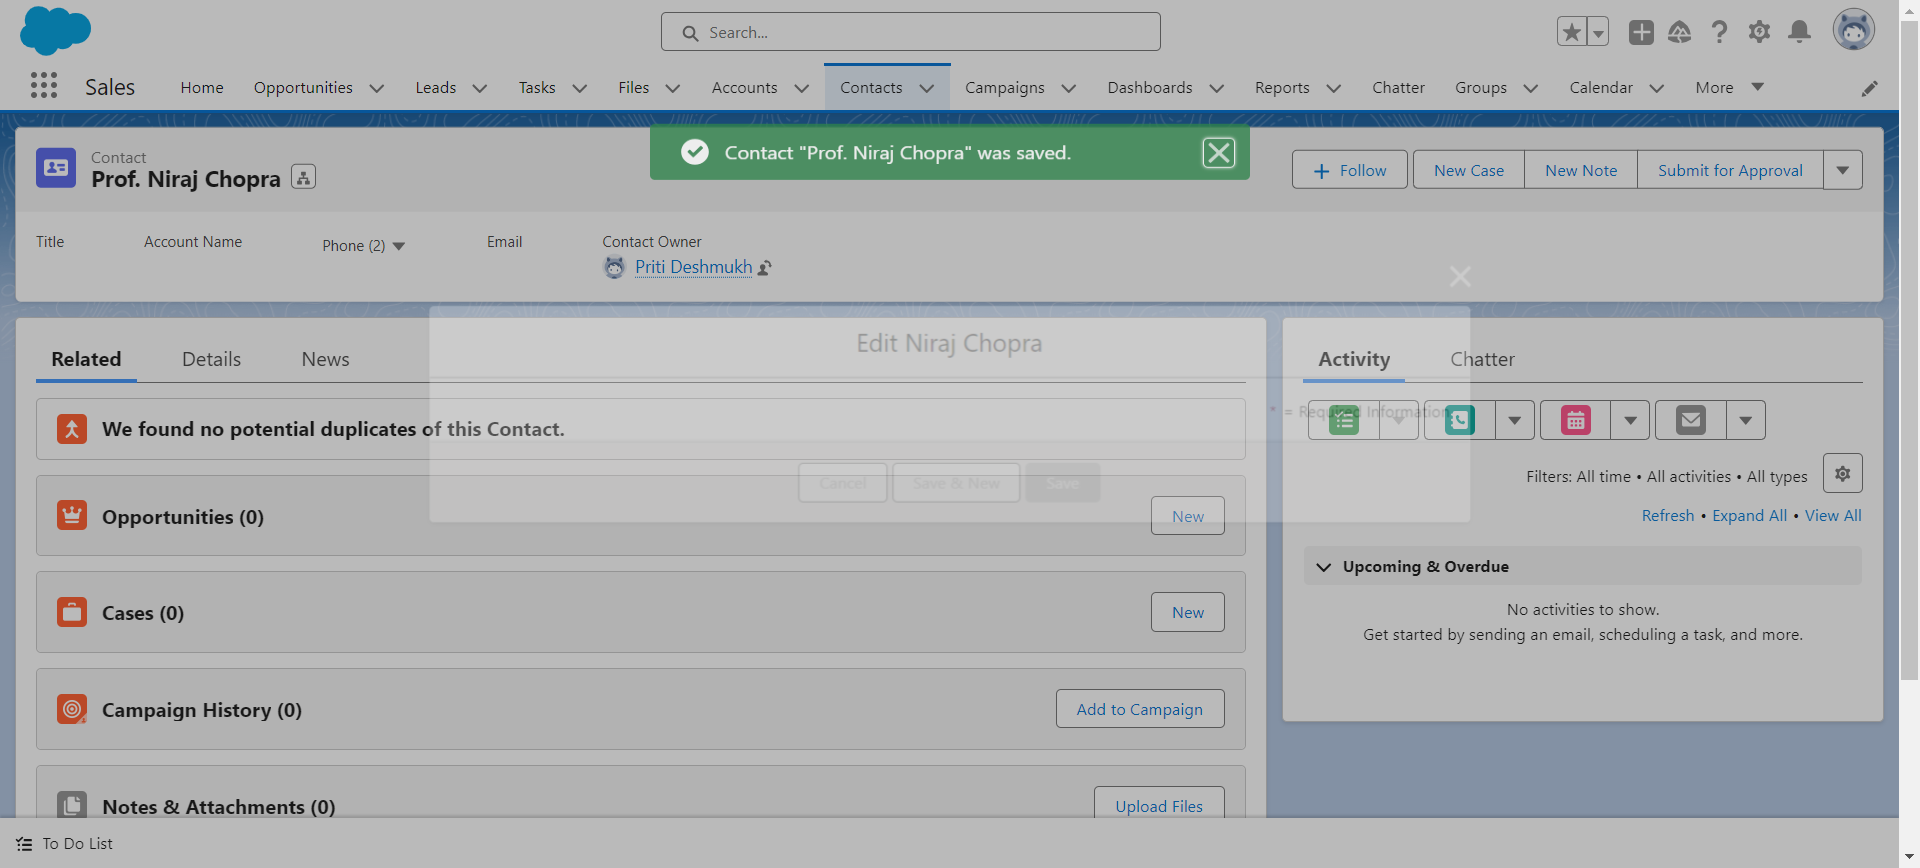 Search...
Sales
Home
Opportunities
Leads
Tasks
Files
Accounts
Contacts
Campaigns
Dashboards
Reports
Chatter
Groups
Calendar
More
Contact
Prof. Niraj Chopra
Contact "Prof. Niraj Chopra" was saved.
Follow
New Case
New Note
Submit for Approval
Title
Account Name
Phone (2)
Email
Contact Owner
Priti Deshmukh
Edit Niraj Chopra
* = Required Information
Cancel
Save & New
Save
Related
Details
News
We found no potential duplicates of this Contact.
Opportunities (0)
New
Cases (0)
New
Campaign History (0)
Add to Campaign
Notes & Attachments (0)
Upload Files
Activity
Chatter
Filters: All time • All activities • All types
Refresh • Expand All • View All
Upcoming & Overdue
No activities to show.
Get started by sending an email, scheduling a task, and more.
To Do List